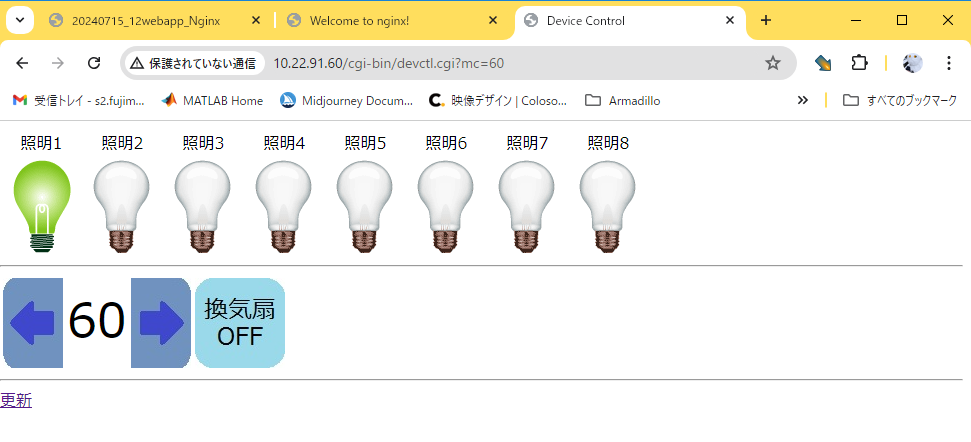 20240715_12webapp_Nginx
Welcome to nginx!
Device Control
保護されていない通信
10.22.91.60/cgi-bin/devctl.cgi?mc=60
受信トレイ - s2.fujim...
MATLAB Home
Midjourney Docum...
C.
映像デザイン | Coloso...
Armadillo
すべてのブックマーク
照明1 照明2 照明3 照明4 照明5 照明6 照明7 照明8
60
換気扇
OFF
更新